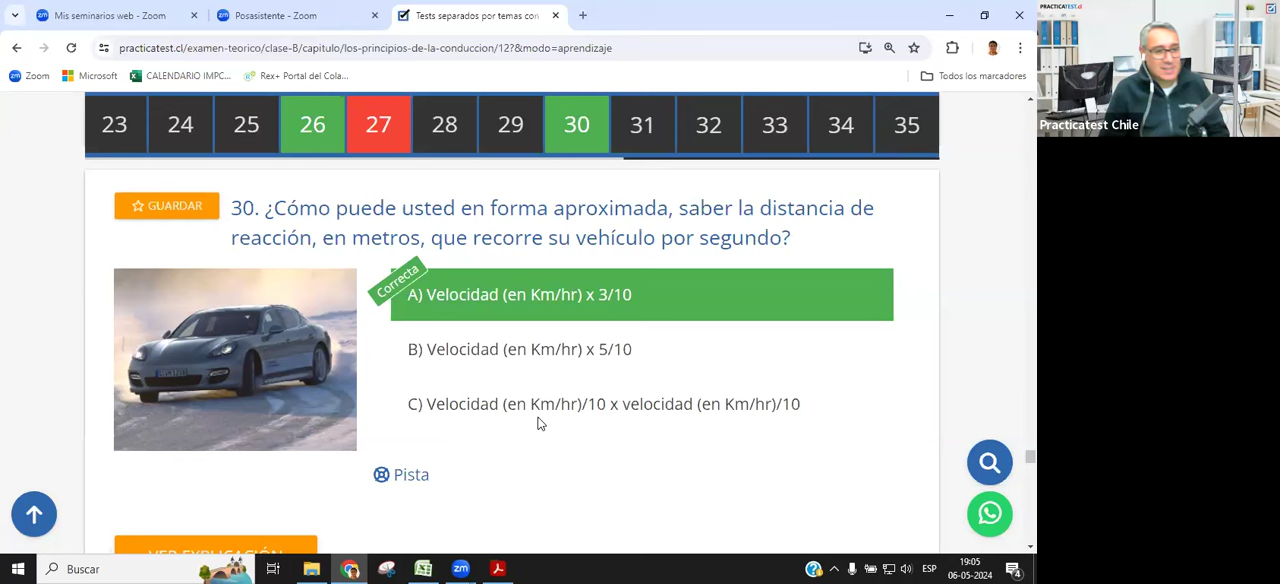 Mis seminarios web - Zoom
Posasistente - Zoom
Tests separados por temas con
practicatest.cl/examen-teorico/clase-B/capitulo/los-principios-de-la-conduccion/12?&modo=aprendizaje
Zoom
Microsoft
CALENDARIO IMPC...
Rex+ Portal del Cola...
Todos los marcadores
PRACTICATEST.cl
Practicatest Chile
23 24 25 26 27 28 29 30 31 32 33 34 35
GUARDAR
30. ¿Cómo puede usted en forma aproximada, saber la distancia de
reacción, en metros, que recorre su vehículo por segundo?
Correcta
A) Velocidad (en Km/hr) x 3/10
B) Velocidad (en Km/hr) x 5/10
C) Velocidad (en Km/hr)/10 x velocidad (en Km/hr)/10
Pista
VER EXPLICACIÓN
Buscar
ESP
19:05
06-05-2024
4